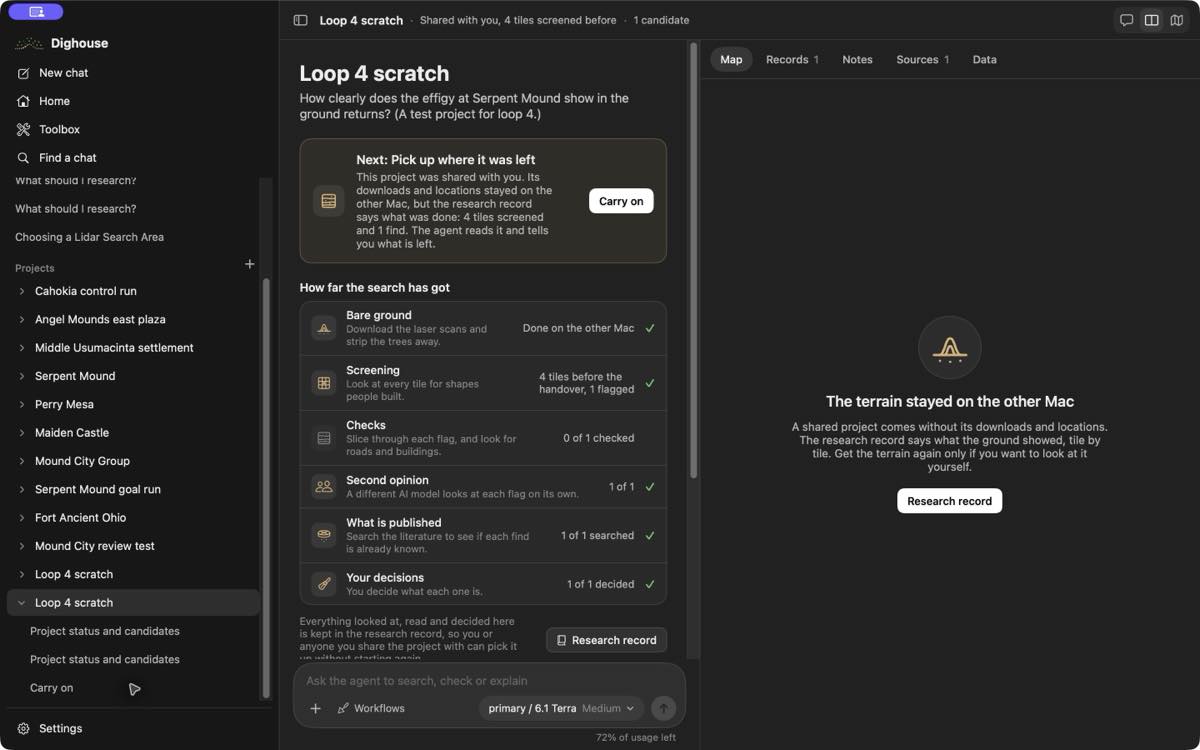 Dighouse
New chat
Home
Toolbox
Find a chat
What should I research?
What should I research?
Choosing a Lidar Search Area
Projects
Cahokia control run
Angel Mounds east plaza
Middle Usumacinta settlement
Serpent Mound
Perry Mesa
Maiden Castle
Mound City Group
Serpent Mound goal run
Fort Ancient Ohio
Mound City review test
Loop 4 scratch
Loop 4 scratch
Project status and candidates
Project status and candidates
Carry on
Settings
Loop 4 scratch · Shared with you, 4 tiles screened before · 1 candidate
Loop 4 scratch
How clearly does the effigy at Serpent Mound show in the
ground returns? (A test project for loop 4.)
Next: Pick up where it was left
This project was shared with you. Its
downloads and locations stayed on the
other Mac, but the research record
says what was done: 4 tiles screened
and 1 find. The agent reads it and tells
you what is left.
Carry on
How far the search has got
Bare ground
Download the laser scans and
strip the trees away.
Done on the other Mac
Screening
Look at every tile for shapes
people built.
4 tiles before the
handover, 1 flagged
Checks
Slice through each flag, and look for
roads and buildings.
0 of 1 checked
Second opinion
A different AI model looks at each flag on its own.
1 of 1
What is published
Search the literature to see if each find
is already known.
1 of 1 searched
Your decisions
You decide what each one is.
1 of 1 decided
Everything looked at, read and decided here
is kept in the research record, so you or
anyone you share the project with can pick it
up without starting again.
Research record
Ask the agent to search, check or explain
Workflows
primary / 6.1 Terra Medium
72% of usage left
Map
Records 1
Notes
Sources 1
Data
The terrain stayed on the other Mac
A shared project comes without its downloads and locations.
The research record says what the ground showed, tile by
tile. Get the terrain again only if you want to look at it
yourself.
Research record